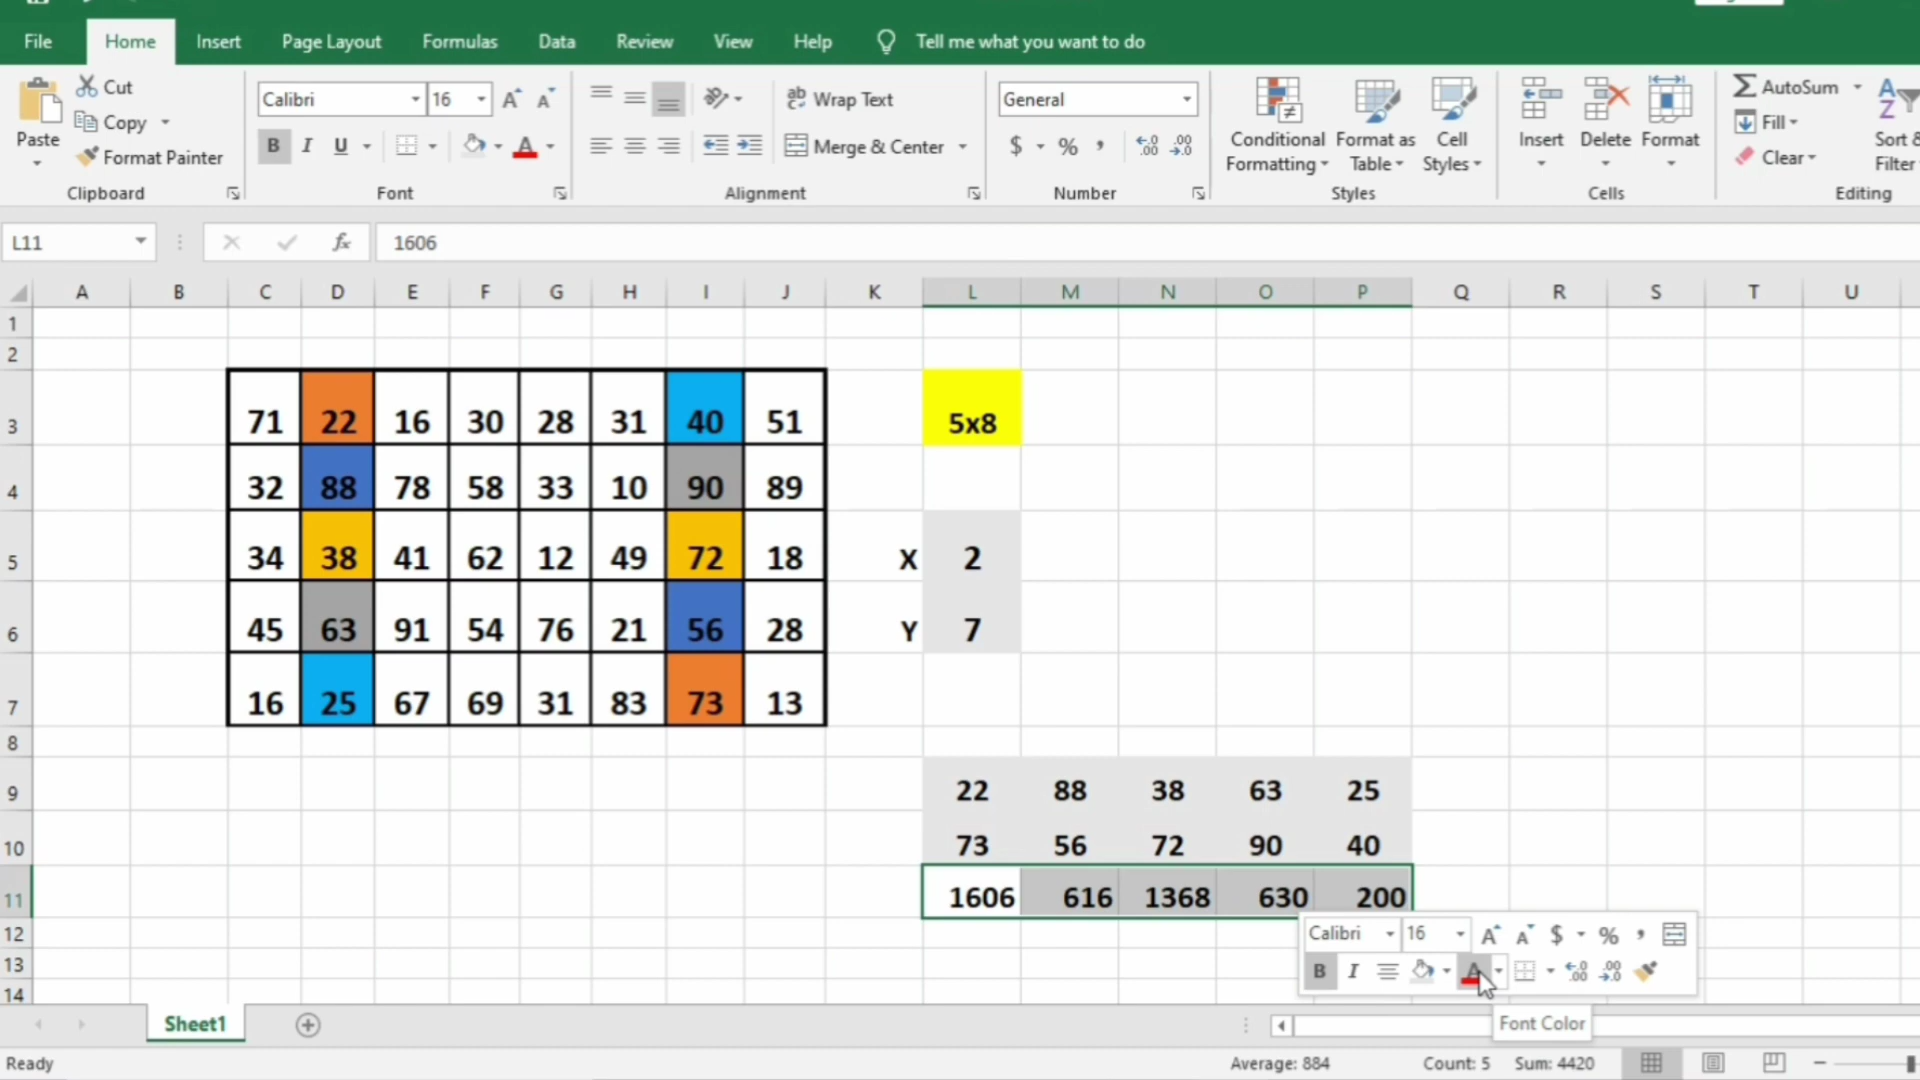 File Home Insert Page Layout Formulas Data Review View Help Tell me what you want to do
Paste Cut Copy Format Painter Clipboard
Calibri 16 A A B I U A Font
ab Wrap Text Merge & Center Alignment
General $ % , Number
Conditional Formatting Format as Table Cell Styles Styles
Insert Delete Format Cells
AutoSum Fill Clear Sort & Filter Editing
L11 fx 1606
A B C D E F G H I J K L M N O P Q R S T U
1
2
3 71 22 16 30 28 31 40 51 5x8
4 32 88 78 58 33 10 90 89
5 34 38 41 62 12 49 72 18 X 2
6 45 63 91 54 76 21 56 28 Y 7
7 16 25 67 69 31 83 73 13
8
9 22 88 38 63 25
10 73 56 72 90 40
11 1606 616 1368 630 200
12 Calibri 16 A A $ % ,
13 B I A
14
Sheet1 Font Color
Ready Average: 884 Count: 5 Sum: 4420